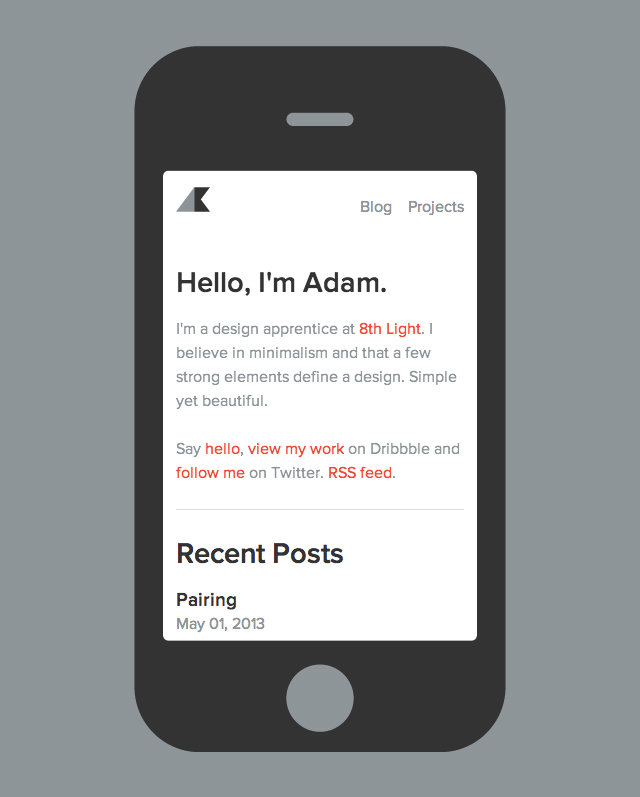 Blog Projects
Hello, I'm Adam.
I'm a design apprentice at 8th Light. I
believe in minimalism and that a few
strong elements define a design. Simple
yet beautiful.
Say hello, view my work on Dribbble and
follow me on Twitter. RSS feed.
Recent Posts
Pairing
May 01, 2013